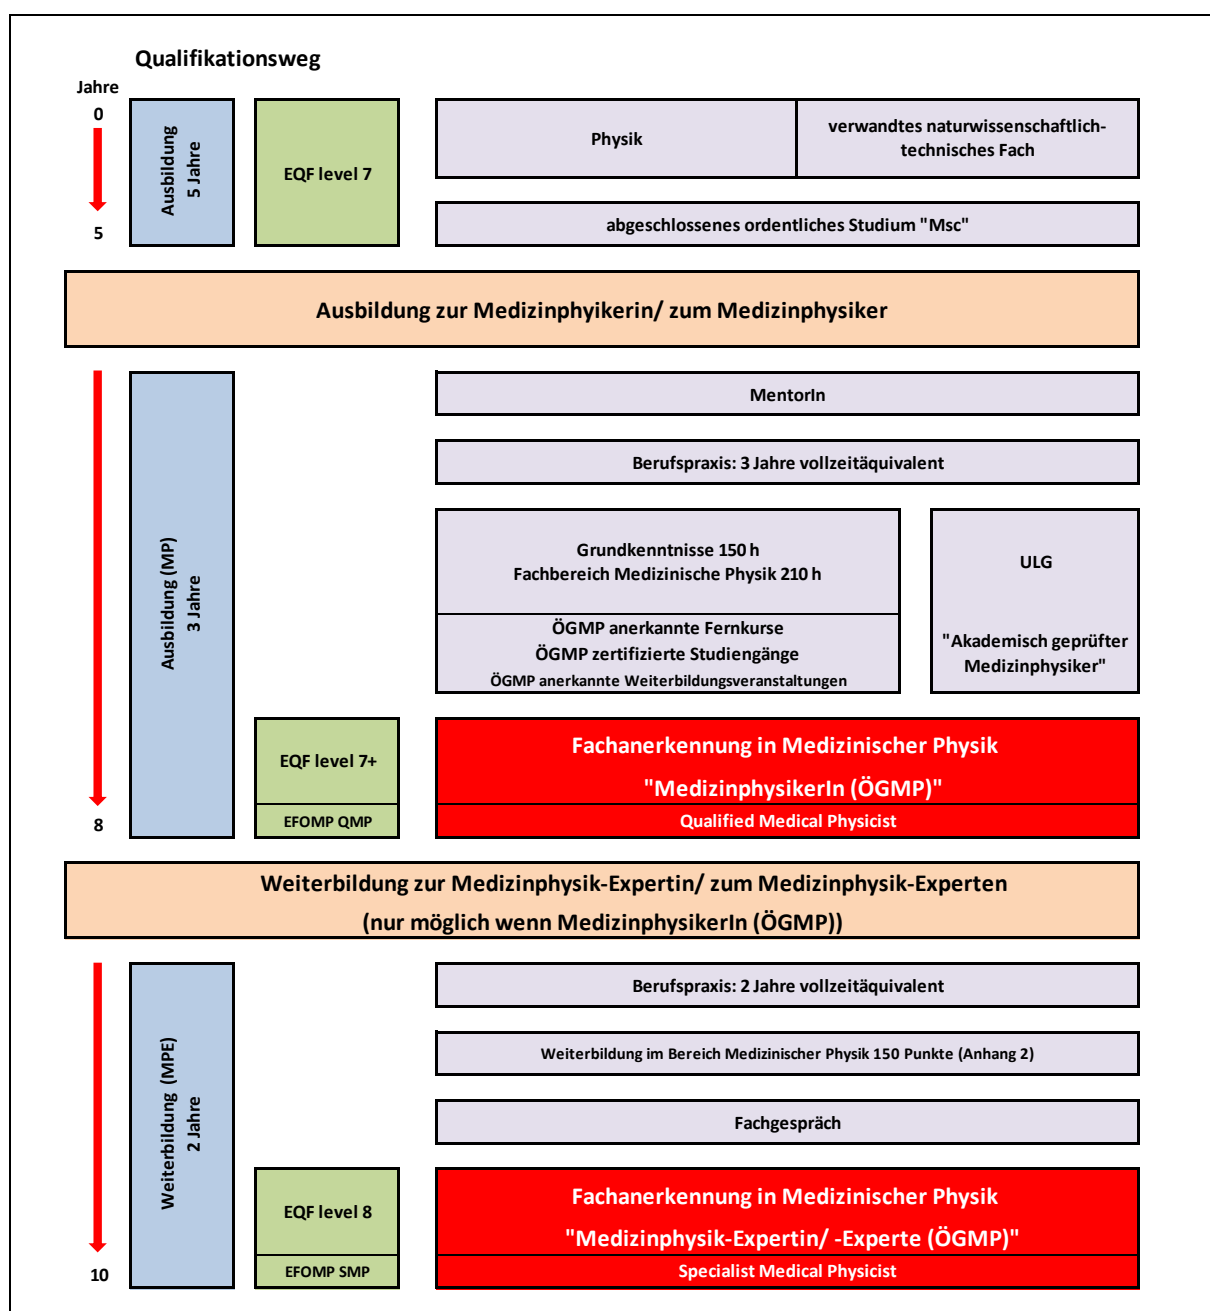 Qualifikationsweg
Jahre
0
5
Ausbildung
5 Jahre
EQF level 7
Physik
verwandtes naturwissenschaftlich-
technisches Fach
abgeschlossenes ordentliches Studium "Msc"
Ausbildung zur Medizinphyikerin/ zum Medizinphysiker
8
Ausbildung (MP)
3 Jahre
MentorIn
Berufspraxis: 3 Jahre vollzeitäquivalent
Grundkenntnisse 150 h
Fachbereich Medizinische Physik 210 h
ÖGMP anerkannte Fernkurse
ÖGMP zertifizierte Studiengänge
ÖGMP anerkannte Weiterbildungsveranstaltungen
ULG
"Akademisch geprüfter
Medizinphysiker"
EQF level 7+
EFOMP QMP
Fachanerkennung in Medizinischer Physik
"MedizinphysikerIn (ÖGMP)"
Qualified Medical Physicist
Weiterbildung zur Medizinphysik-Expertin/ zum Medizinphysik-Experten
(nur möglich wenn MedizinphysikerIn (ÖGMP))
10
Weiterbildung (MPE)
2 Jahre
Berufspraxis: 2 Jahre vollzeitäquivalent
Weiterbildung im Bereich Medizinischer Physik 150 Punkte (Anhang 2)
Fachgespräch
EQF level 8
EFOMP SMP
Fachanerkennung in Medizinischer Physik
"Medizinphysik-Expertin/ -Experte (ÖGMP)"
Specialist Medical Physicist